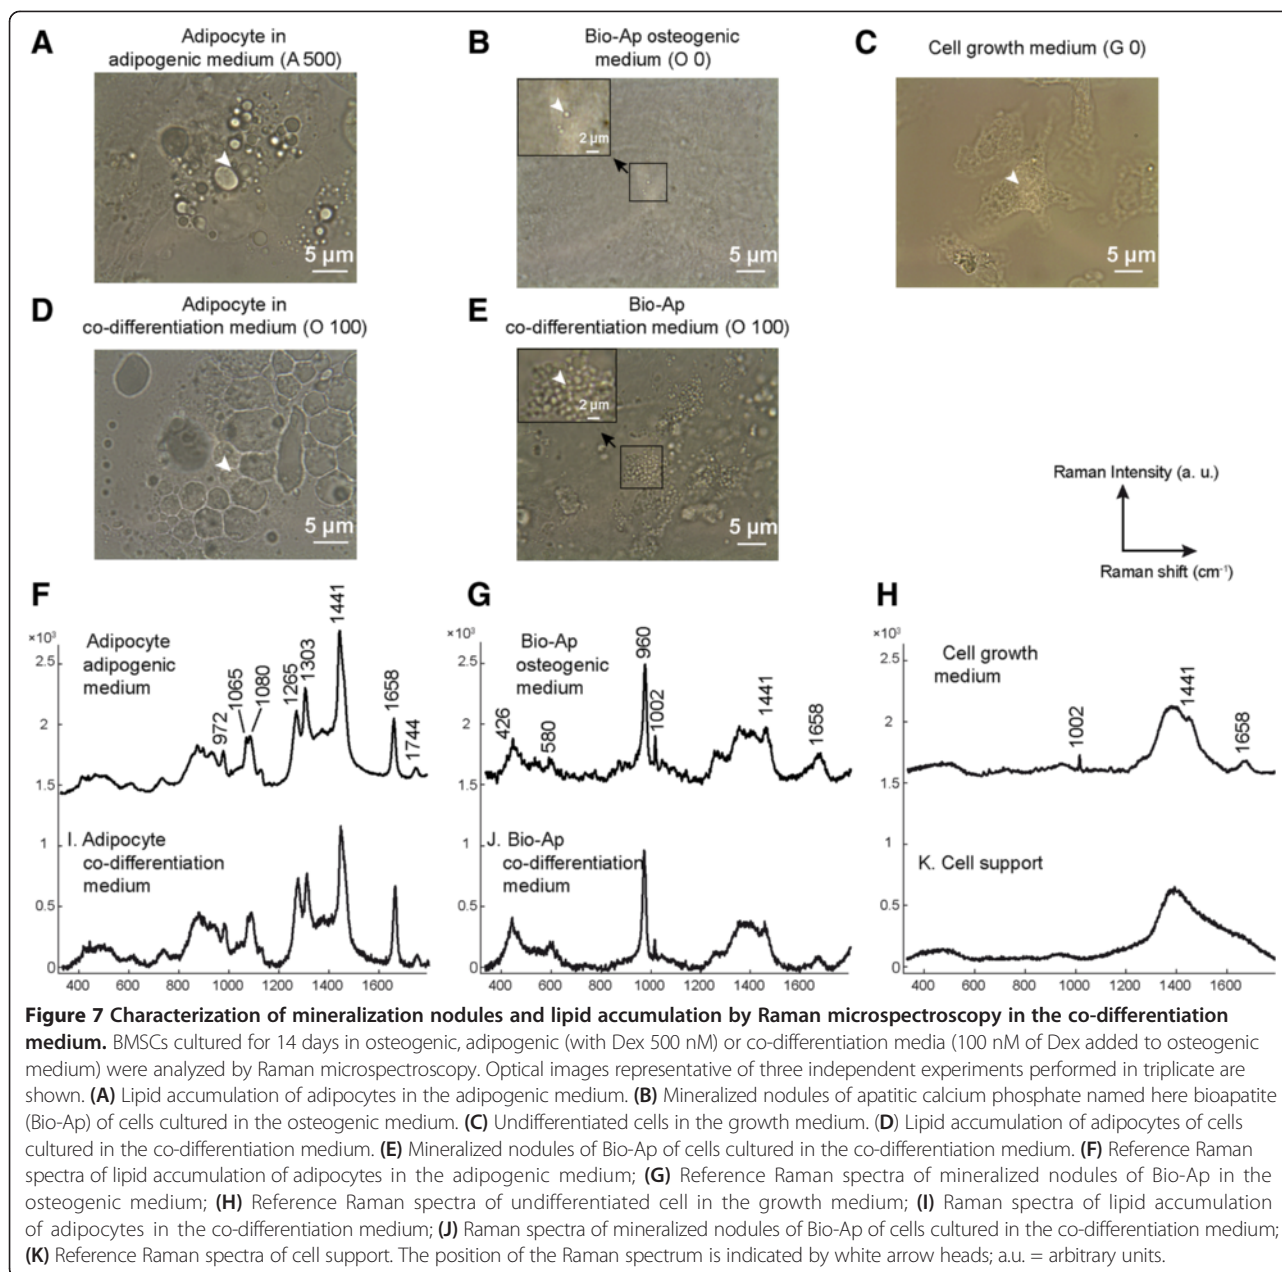 A
Adipocyte in
adipogenic medium (A 500)
B
Bio-Ap osteogenic
medium (O 0)
C
Cell growth medium (G 0)
5 µm
2 µm
5 µm
5 µm
D
Adipocyte in
co-differentiation medium (O 100)
E
Bio-Ap
co-differentiation medium (O 100)
5 µm
2 µm
5 µm
Raman Intensity (a. u.)
Raman shift (cm⁻¹)
F
×10³
Adipocyte
adipogenic
medium
2.5
2
1.5
1
0.5
0
972
1065
1080
1265
1303
1441
1658
1744
I. Adipocyte
co-differentiation
medium
400 600 800 1000 1200 1400 1600
G
×10³
Bio-Ap
osteogenic
medium
2.5
2
1.5
1
0.5
0
426
580
960
1002
1441
1658
J. Bio-Ap
co-differentiation
medium
400 600 800 1000 1200 1400 1600
H
×10³
Cell growth
medium
2.5
2
1.5
1
0.5
0
1002
1441
1658
K. Cell support
400 600 800 1000 1200 1400 1600
Figure 7 Characterization of mineralization nodules and lipid accumulation by Raman microspectroscopy in the co-differentiation
medium. BMSCs cultured for 14 days in osteogenic, adipogenic (with Dex 500 nM) or co-differentiation media (100 nM of Dex added to osteogenic
medium) were analyzed by Raman microspectroscopy. Optical images representative of three independent experiments performed in triplicate are
shown. (A) Lipid accumulation of adipocytes in the adipogenic medium. (B) Mineralized nodules of apatitic calcium phosphate named here bioapatite
(Bio-Ap) of cells cultured in the osteogenic medium. (C) Undifferentiated cells in the growth medium. (D) Lipid accumulation of adipocytes of cells
cultured in the co-differentiation medium. (E) Mineralized nodules of Bio-Ap of cells cultured in the co-differentiation medium. (F) Reference Raman
spectra of lipid accumulation of adipocytes in the adipogenic medium; (G) Reference Raman spectra of mineralized nodules of Bio-Ap in the
osteogenic medium; (H) Reference Raman spectra of undifferentiated cell in the growth medium; (I) Raman spectra of lipid accumulation
of adipocytes in the co-differentiation medium; (J) Raman spectra of mineralized nodules of Bio-Ap of cells cultured in the co-differentiation medium;
(K) Reference Raman spectra of cell support. The position of the Raman spectrum is indicated by white arrow heads; a.u. = arbitrary units.